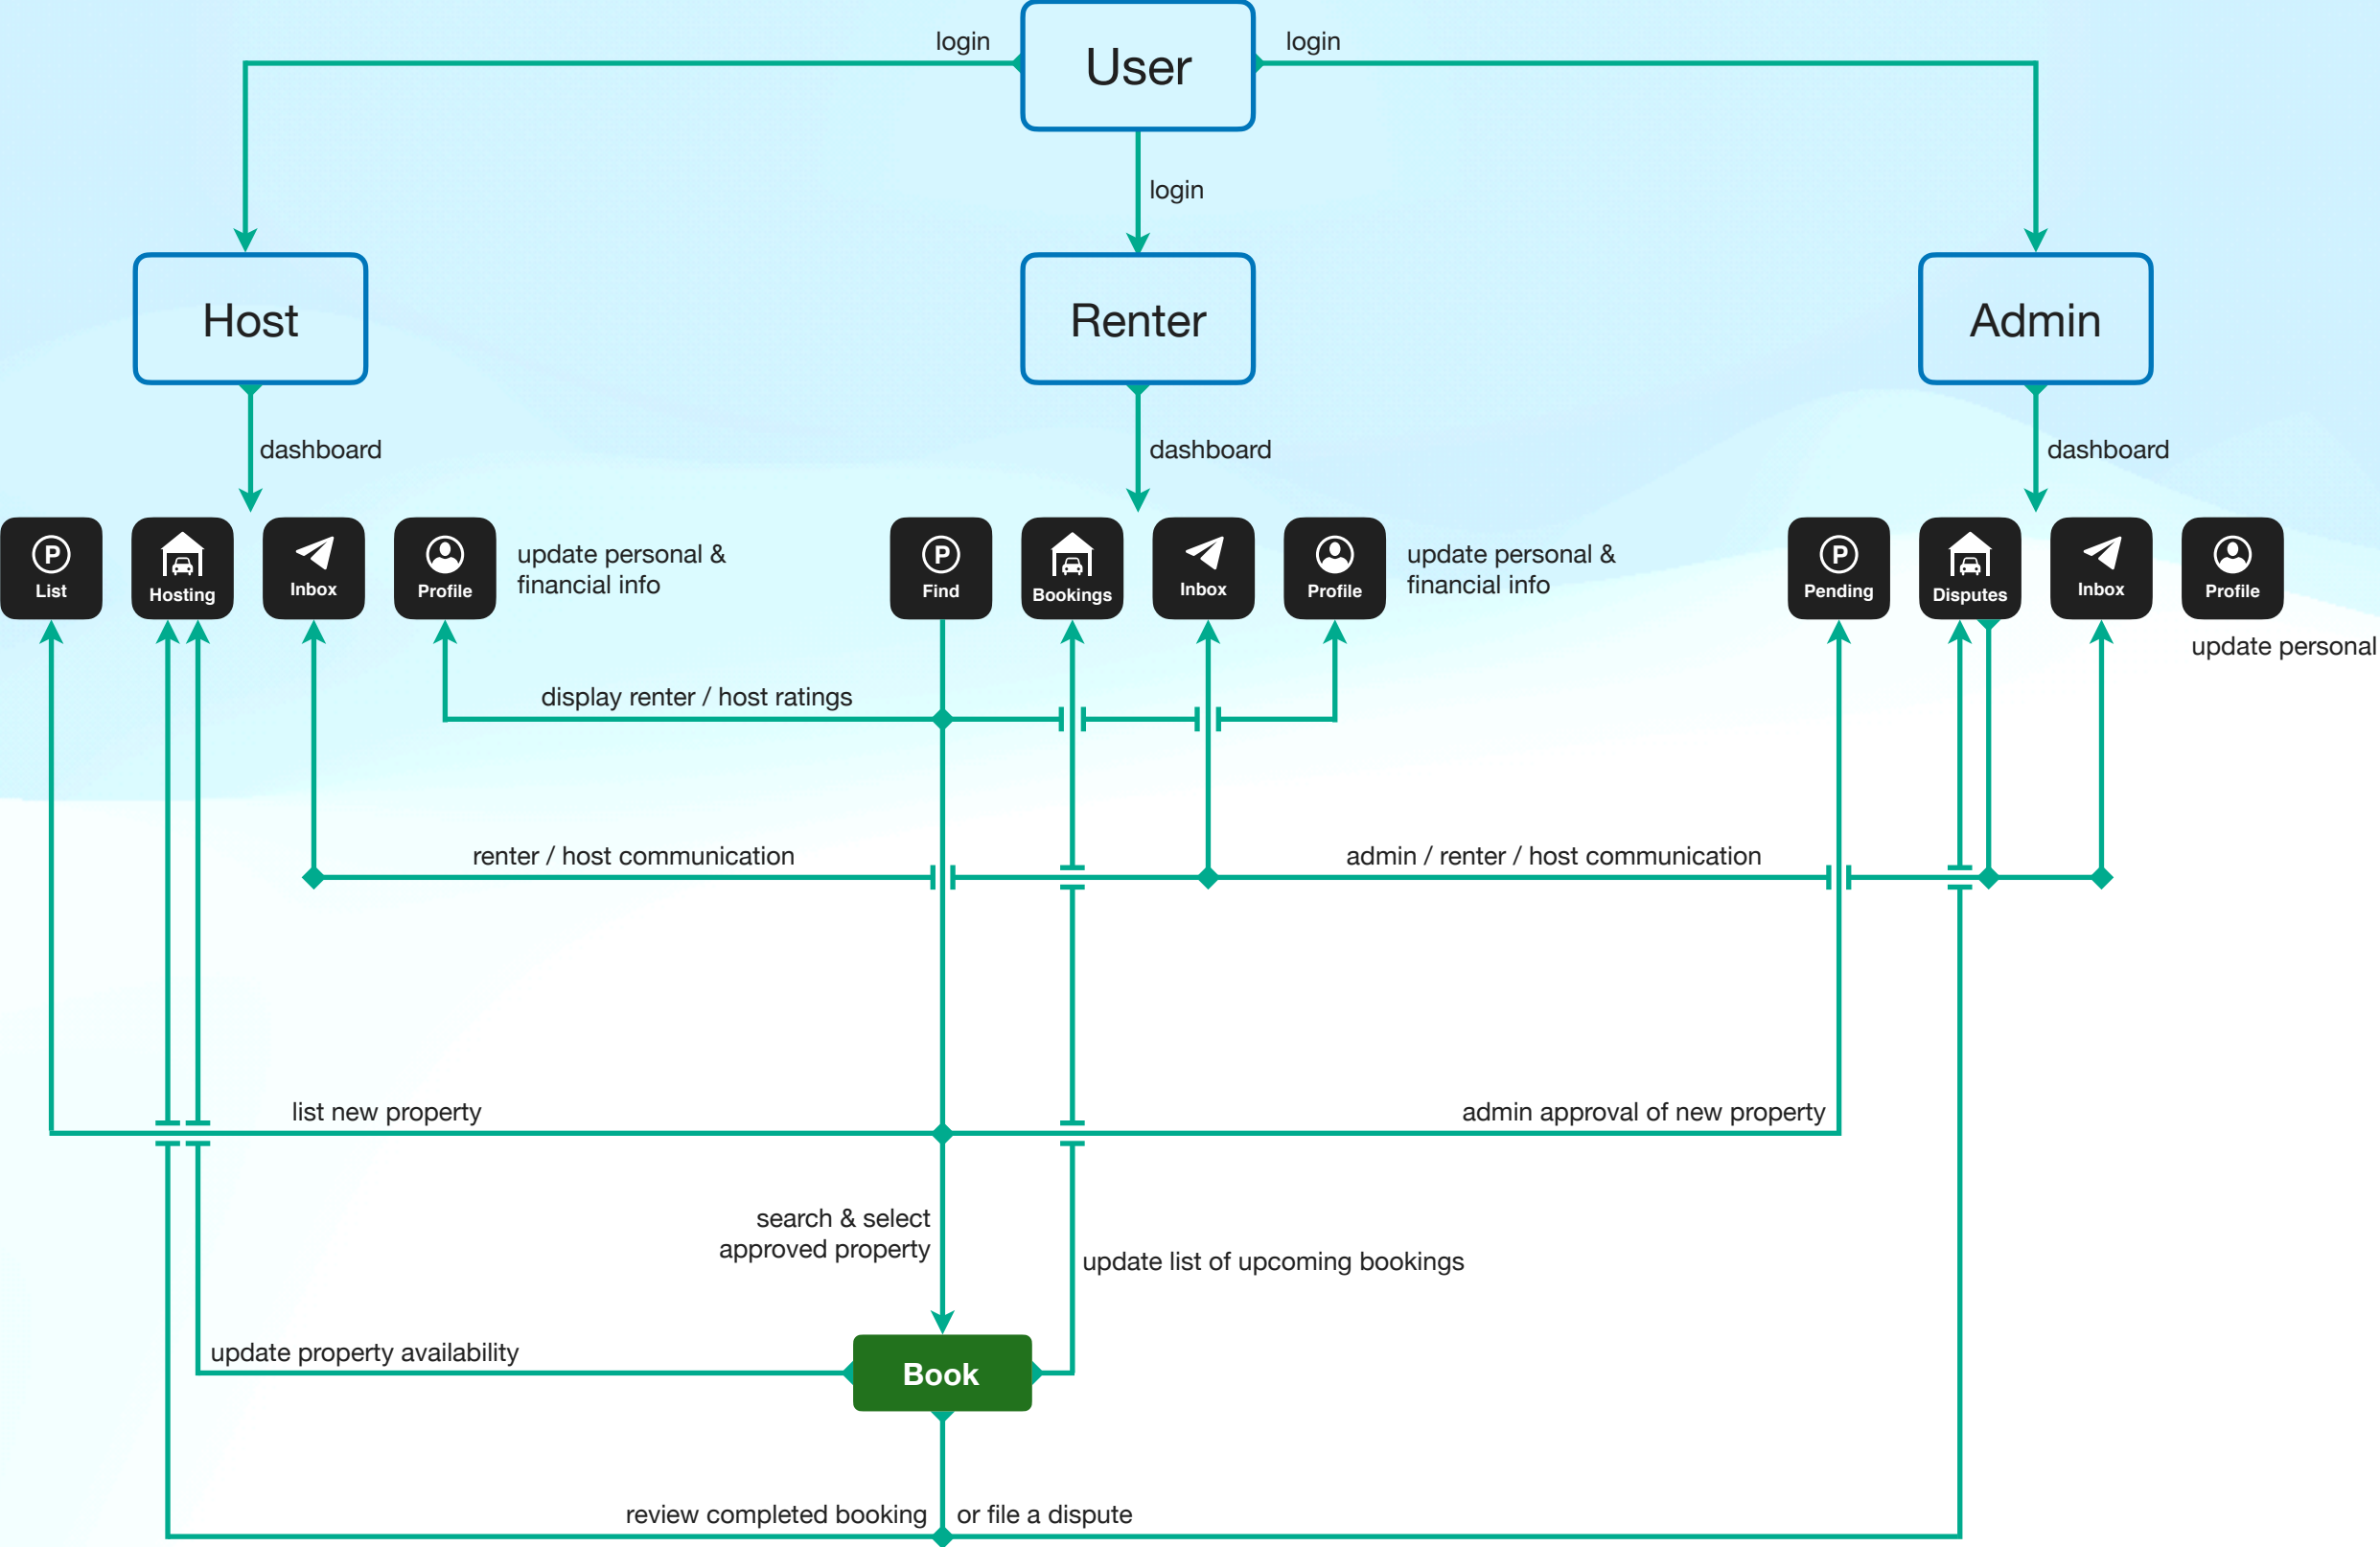 login
User
login
login
Host
Renter
Admin
dashboard
dashboard
dashboard
List
Hosting
Inbox
Profile
update personal &
financial info
Find
Bookings
Inbox
Profile
update personal &
financial info
Pending
Disputes
Inbox
Profile
update personal
display renter / host ratings
renter / host communication
admin / renter / host communication
list new property
admin approval of new property
search & select
approved property
update list of upcoming bookings
update property availability
Book
review completed booking
or file a dispute